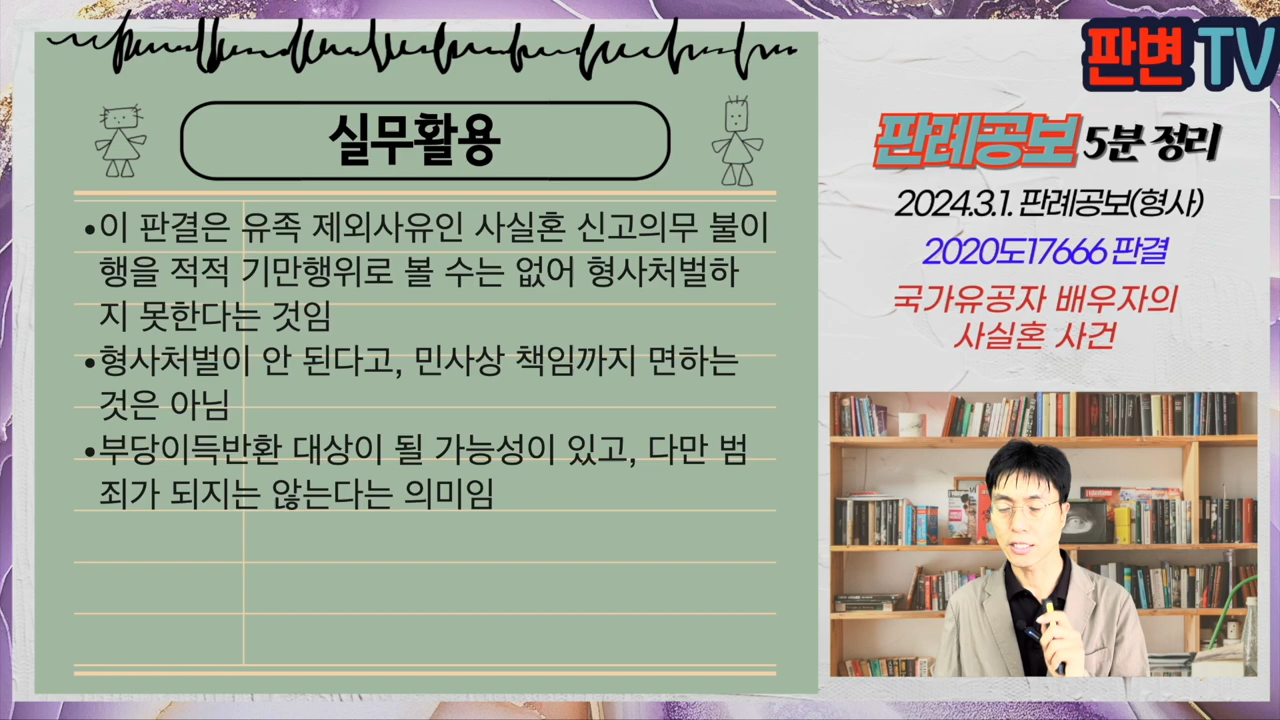 실무활용
•이 판결은 유족 제외사유인 사실혼 신고의무 불이
행을 적적 기만행위로 볼 수는 없어 형사처벌하
지 못한다는 것임
•형사처벌이 안 된다고, 민사상 책임까지 면하는
것은 아님
•부당이득반환 대상이 될 가능성이 있고, 다만 범
죄가 되지는 않는다는 의미임
판변 TV
판례공보 5분 정리
2024.3.1. 판례공보(형사)
2020도17666 판결
국가유공자 배우자의
사실혼 사건